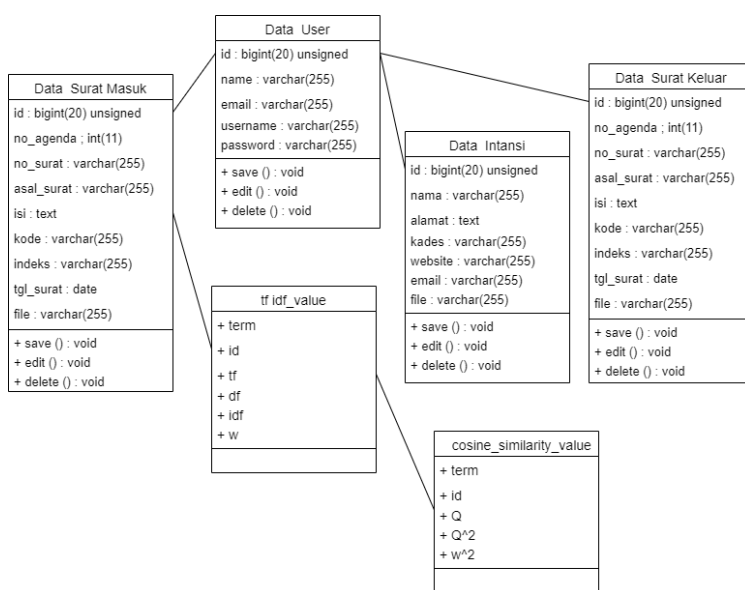 Data User
id : bigint(20) unsigned
name : varchar(255)
email : varchar(255)
username : varchar(255)
password : varchar(255)
+ save () : void
+ edit () : void
+ delete () : void
Data Surat Masuk
id : bigint(20) unsigned
no_agenda ; int(11)
no_surat : varchar(255)
asal_surat : varchar(255)
isi : text
kode : varchar(255)
indeks : varchar(255)
tgl_surat : date
file : varchar(255)
+ save () : void
+ edit () : void
+ delete () : void
Data Intansi
id : bigint(20) unsigned
nama : varchar(255)
alamat : text
kades : varchar(255)
website : varchar(255)
email : varchar(255)
file : varchar(255)
+ save () : void
+ edit () : void
+ delete () : void
Data Surat Keluar
id : bigint(20) unsigned
no_agenda ; int(11)
no_surat : varchar(255)
asal_surat : varchar(255)
isi : text
kode : varchar(255)
indeks : varchar(255)
tgl_surat : date
file : varchar(255)
+ save () : void
+ edit () : void
+ delete () : void
tf idf_value
+ term
+ id
+ tf
+ df
+ idf
+ w
cosine_similarity_value
+ term
+ id
+ Q
+ Q^2
+ w^2